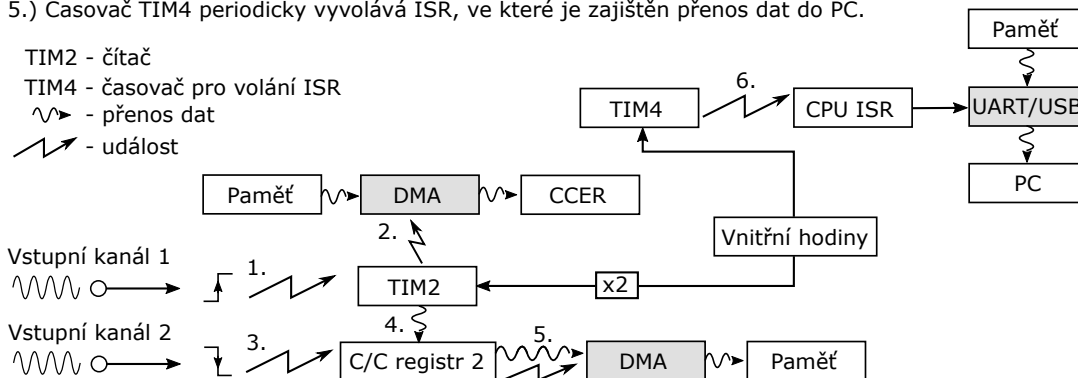 5.) Časovač TIM4 periodicky vyvolává ISR, ve které je zajištěn přenos dat do PC.
TIM2 - čítač
TIM4 - časovač pro volání ISR
- přenos dat
- událost
Paměť
TIM4
6.
CPU ISR
UART/USB
PC
Paměť
DMA
CCER
2.
Vnitřní hodiny
Vstupní kanál 1
1.
TIM2
x2
4.
Vstupní kanál 2
3.
C/C registr 2
5.
DMA
Paměť